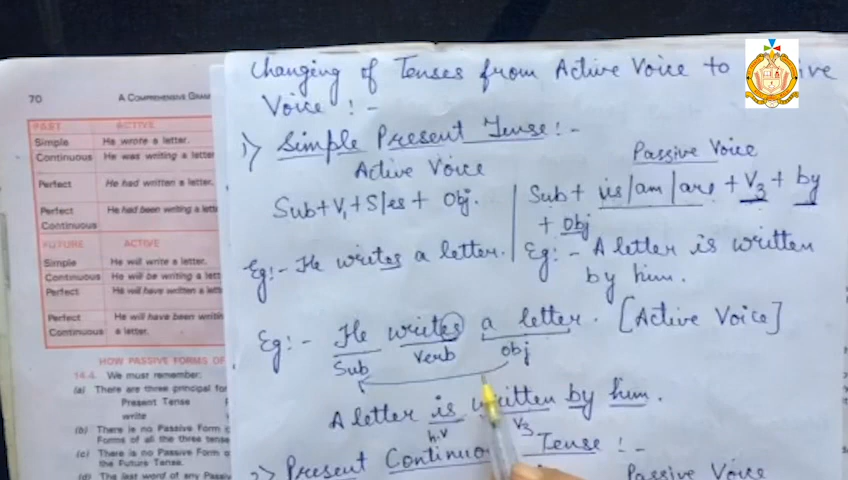 70 A COMPREHENSIVE GRAM
PAST ACTIVE
Simple He wrote a letter.
Continuous He was writing a letter
Perfect He had written a letter.
Perfect He had been writing a
Continuous
FUTURE ACTIVE
Simple He will write a letter.
Continuous He will be writing a lett
Perfect He will have written a
Perfect He will have been
Continuous a letter.
HOW PASSIVE FORMS OF
14.4. We must remember:
(a) There are three principal
Present Tense
write
(b) There is no Passive Form
Forms of all the three tense
(c) There is no Passive Form
the Future Tense.
(d) The last word of any
Changing of Tenses from Active Voice to
Voice :-
1) Simple Present Tense :-
Active Voice
Sub + V1 + S/es + Obj.
Eg:- He writes a letter.
Passive Voice
Sub + is/am/are + V3 + by
+ Obj
Eg:- A letter is written
by him.
Eg:- He writes a letter. [Active Voice]
Sub Verb Obj
A letter is written by him.
h.v V3
2) Present Tense :-
Passive Voice